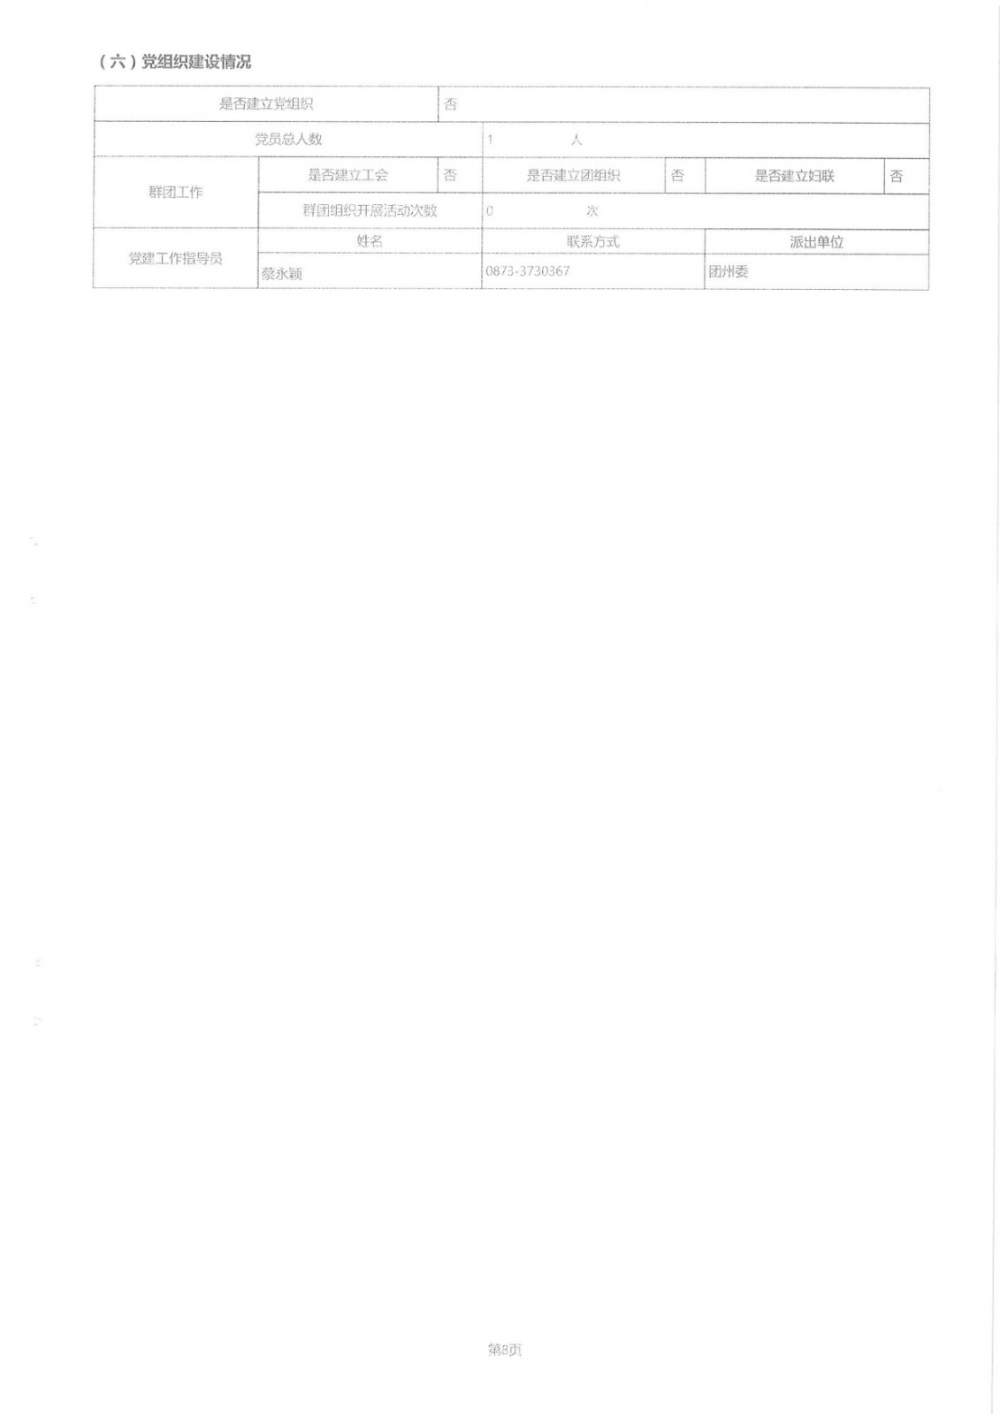 （六）党组织建设情况
是否建立党组织 否
党员总人数 1 人
群团工作 是否建立工会 否 是否建立团组织 否 是否建立妇联 否
群团组织开展活动次数 0 次
党建工作指导员 姓名 联系方式 派出单位
蔡永颖 0873-3730367 团州委
第8页